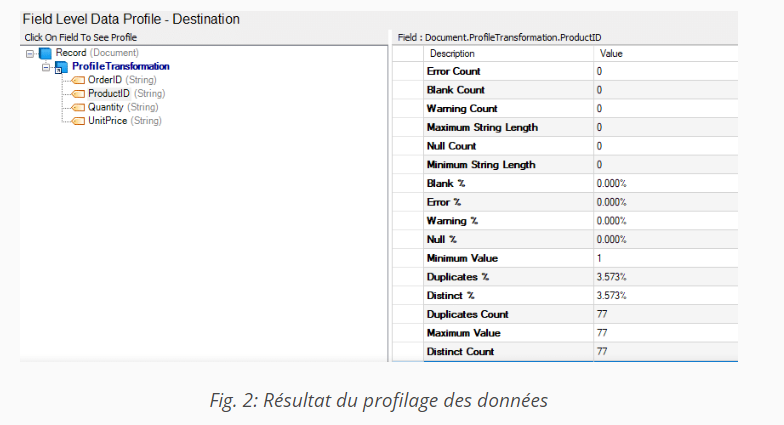 Field Level Data Profile - Destination
Click On Field To See Profile
Record (Document)
ProfileTransformation
OrderID (String)
ProductID (String)
Quantity (String)
UnitPrice (String)
Field : Document.ProfileTransformation.ProductID
Description Value
Error Count 0
Blank Count 0
Warning Count 0
Maximum String Length 0
Null Count 0
Minimum String Length 0
Blank % 0.000%
Error % 0.000%
Warning % 0.000%
Null % 0.000%
Minimum Value 1
Duplicates % 3.573%
Distinct % 3.573%
Duplicates Count 77
Maximum Value 77
Distinct Count 77
Fig. 2: Résultat du profilage des données